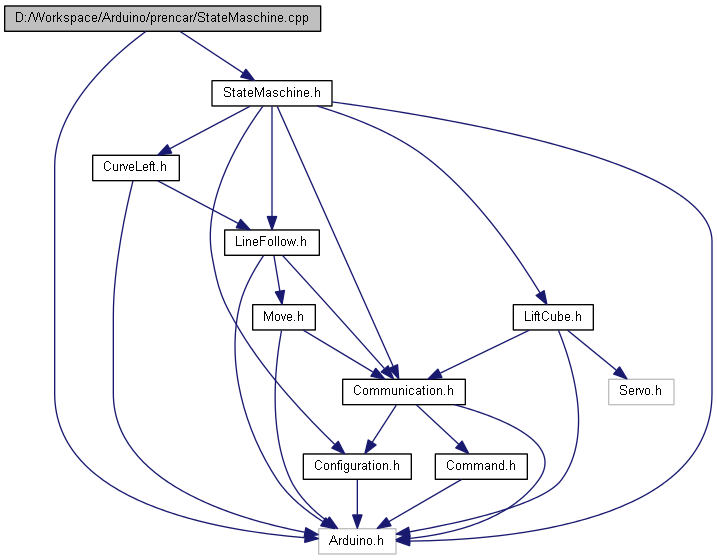 D:/Workspace/Arduino/prencar/StateMaschine.cpp
StateMaschine.h
CurveLeft.h
LineFollow.h
Move.h
LiftCube.h
Communication.h
Servo.h
Configuration.h
Command.h
Arduino.h